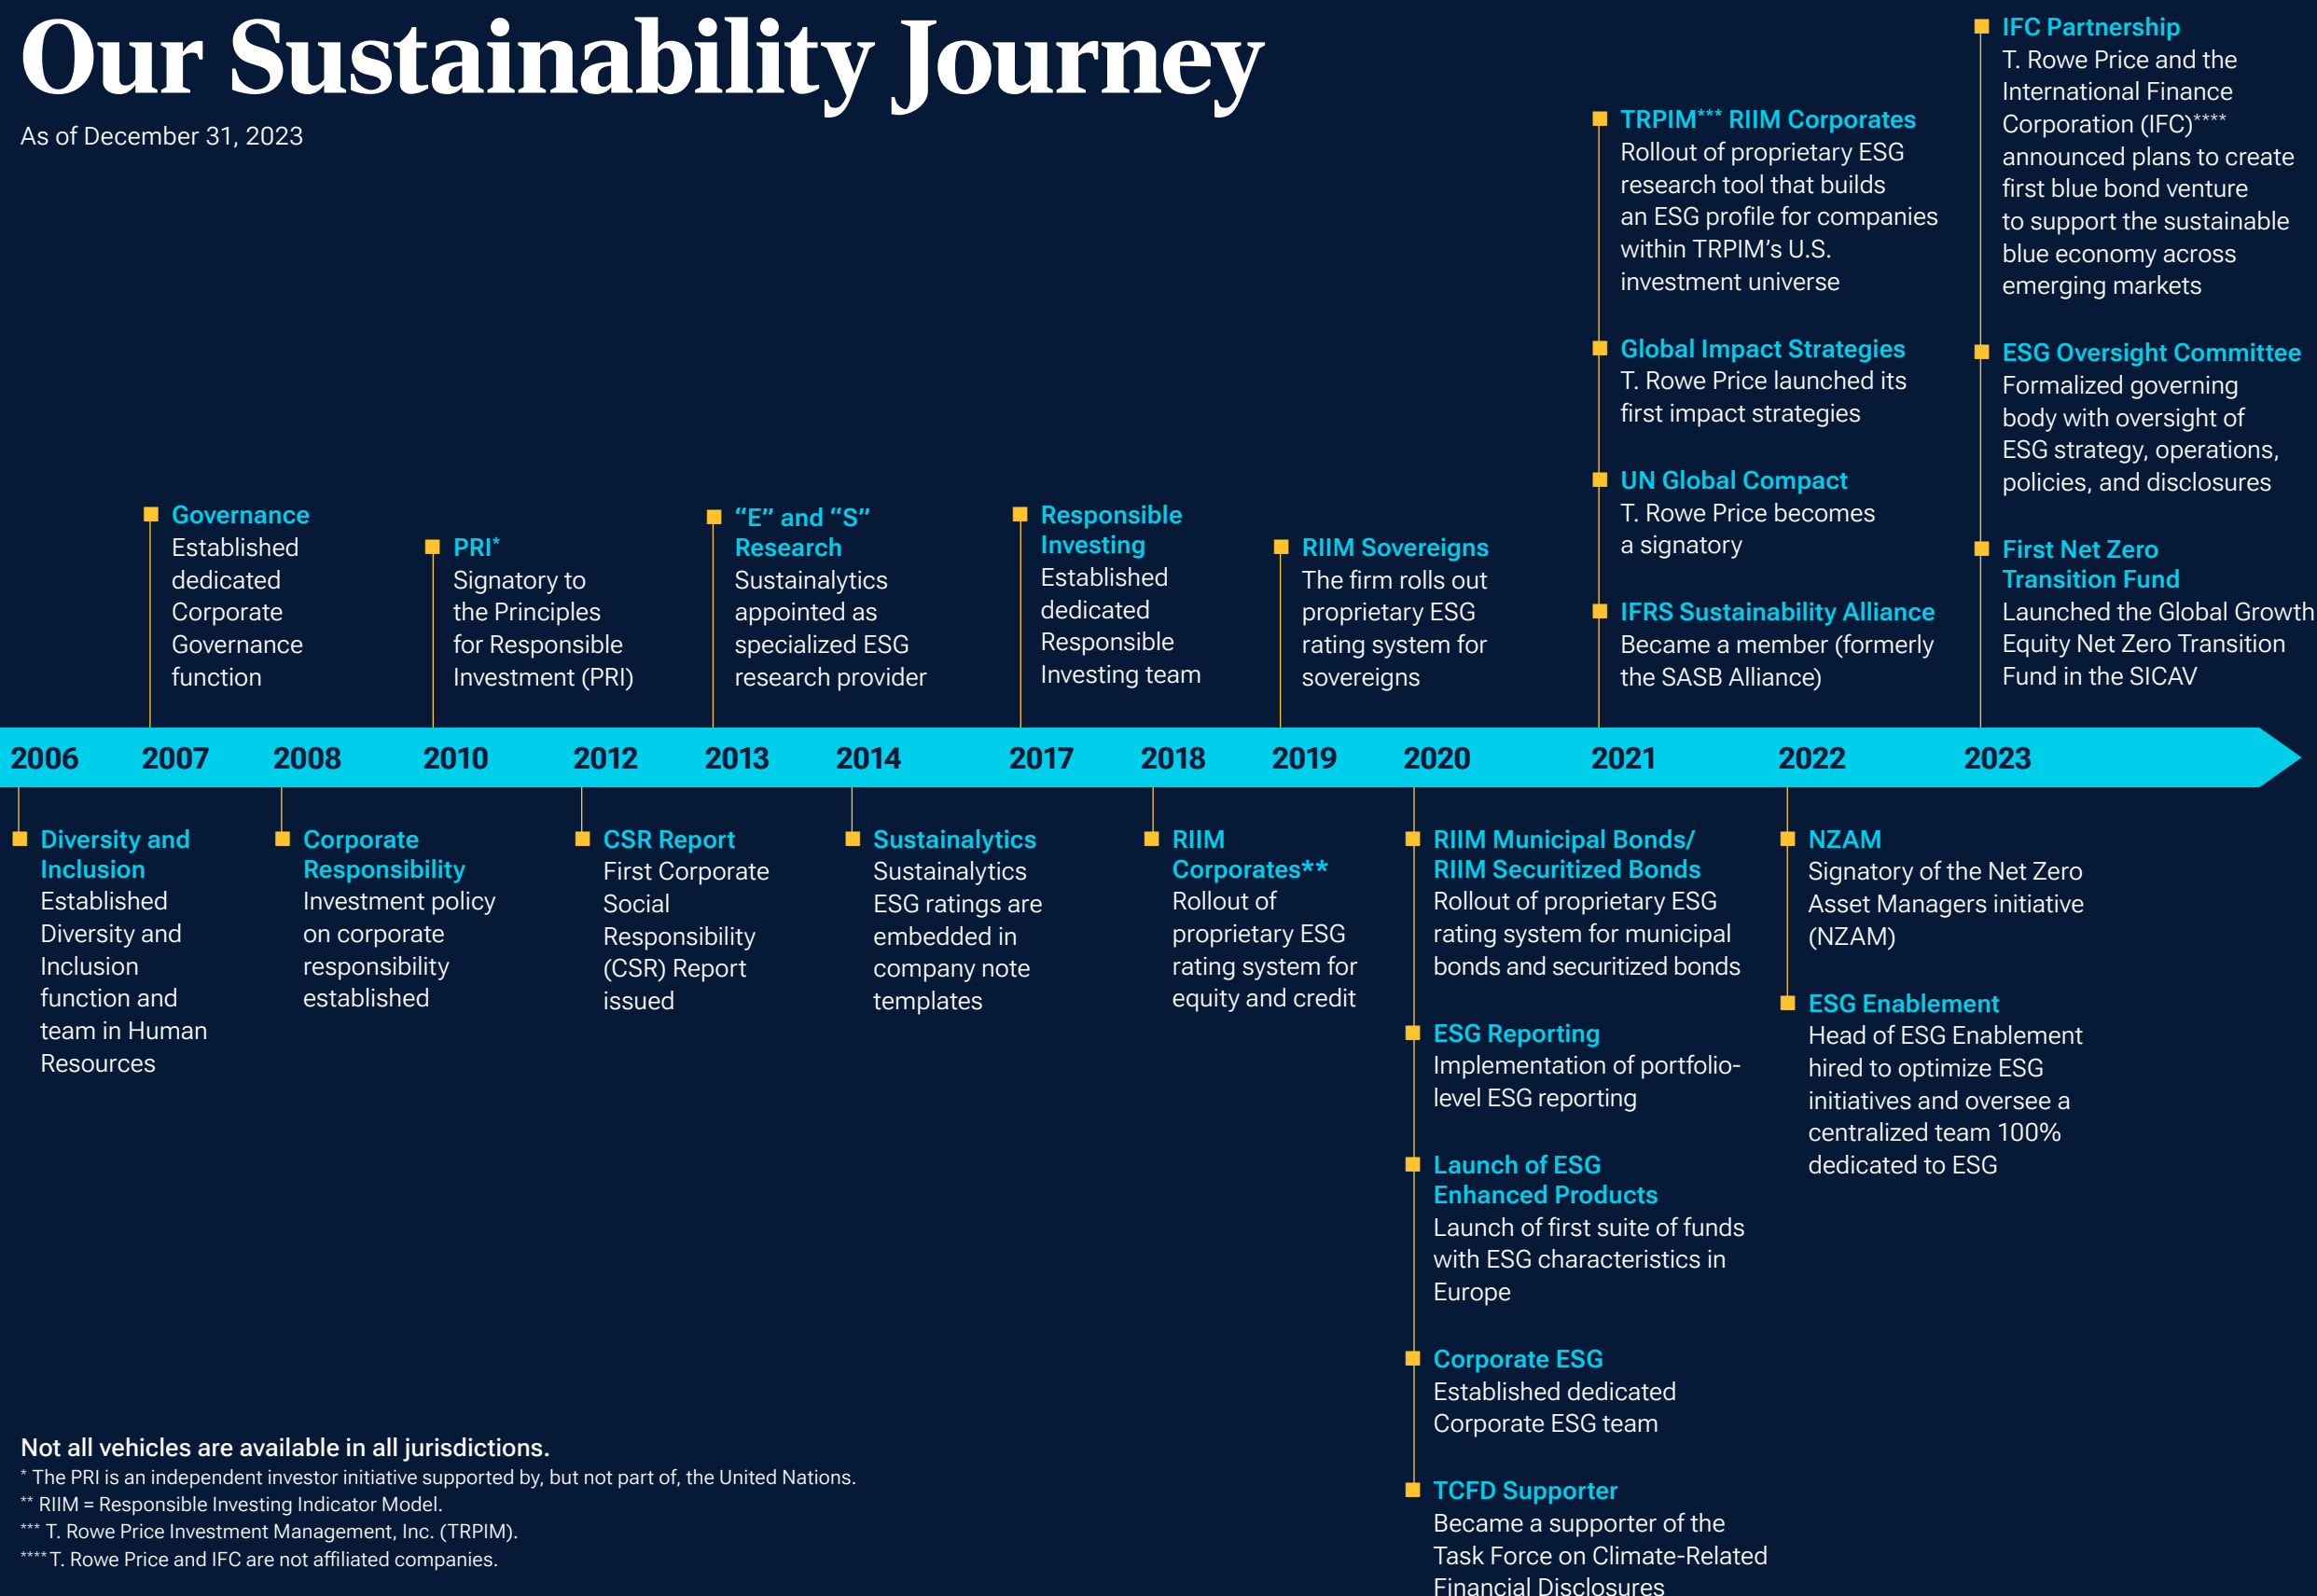 Our Sustainability Journey
As of December 31, 2023
Governance
Established
dedicated
Corporate
Governance
function
PRI*
Signatory to
the Principles
for Responsible
Investment (PRI)
“E” and “S”
Research
Sustainalytics
appointed as
specialized ESG
research provider
Responsible
Investing
Established
dedicated
Responsible
Investing team
RIIM Sovereigns
The firm rolls out
proprietary ESG
rating system for
sovereigns
TRPIM*** RIIM Corporates
Rollout of proprietary ESG
research tool that builds
an ESG profile for companies
within TRPIM’s U.S.
investment universe
Global Impact Strategies
T. Rowe Price launched its
first impact strategies
UN Global Compact
T. Rowe Price becomes
a signatory
IFRS Sustainability Alliance
Became a member (formerly
the SASB Alliance)
IFC Partnership
T. Rowe Price and the
International Finance
Corporation (IFC)****
announced plans to create
first blue bond venture
to support the sustainable
blue economy across
emerging markets
ESG Oversight Committee
Formalized governing
body with oversight of
ESG strategy, operations,
policies, and disclosures
First Net Zero
Transition Fund
Launched the Global Growth
Equity Net Zero Transition
Fund in the SICAV
2006 2007 2008 2010 2012 2013 2014 2017 2018 2019 2020 2021 2022 2023
Diversity and
Inclusion
Established
Diversity and
Inclusion
function and
team in Human
Resources
Corporate
Responsibility
Investment policy
on corporate
responsibility
established
CSR Report
First Corporate
Social
Responsibility
(CSR) Report
issued
Sustainalytics
Sustainalytics
ESG ratings are
embedded in
company note
templates
RIIM
Corporates**
Rollout of
proprietary ESG
rating system for
equity and credit
RIIM Municipal Bonds/
RIIM Securitized Bonds
Rollout of proprietary ESG
rating system for municipal
bonds and securitized bonds
ESG Reporting
Implementation of portfolio-
level ESG reporting
Launch of ESG
Enhanced Products
Launch of first suite of funds
with ESG characteristics in
Europe
Corporate ESG
Established dedicated
Corporate ESG team
TCFD Supporter
Became a supporter of the
Task Force on Climate-Related
Financial Disclosures
NZAM
Signatory of the Net Zero
Asset Managers initiative
(NZAM)
ESG Enablement
Head of ESG Enablement
hired to optimize ESG
initiatives and oversee a
centralized team 100%
dedicated to ESG
Not all vehicles are available in all jurisdictions.
* The PRI is an independent investor initiative supported by, but not part of, the United Nations.
** RIIM = Responsible Investing Indicator Model.
*** T. Rowe Price Investment Management, Inc. (TRPIM).
**** T. Rowe Price and IFC are not affiliated companies.